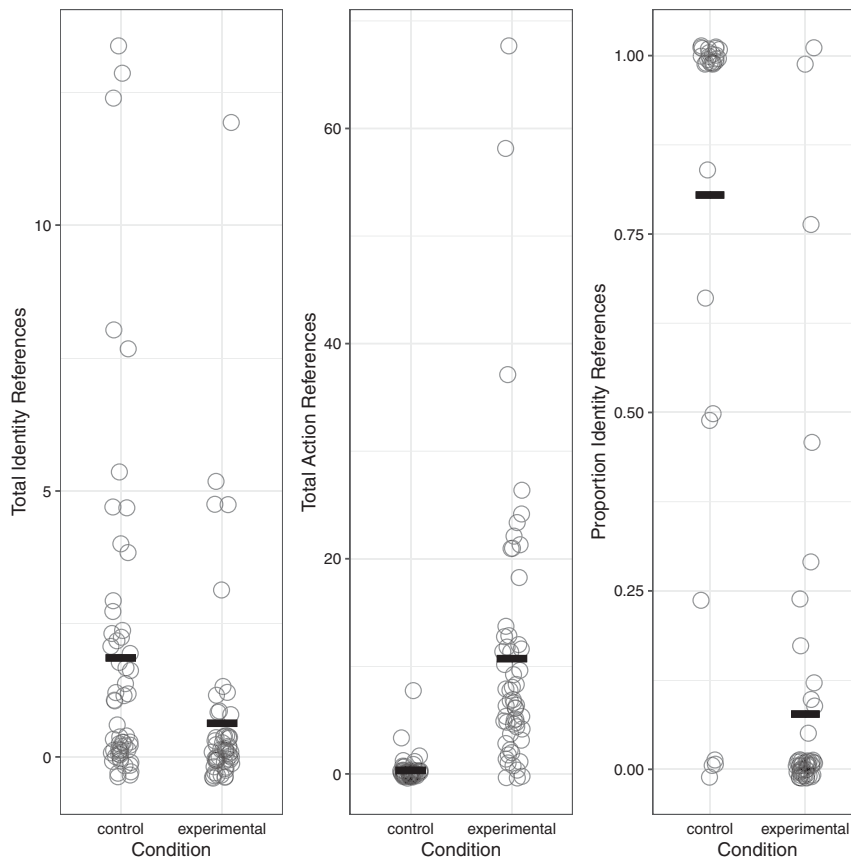 Total Identity References
10
5
0
control
experimental
Condition
Total Action References
60
40
20
0
control
experimental
Condition
Proportion Identity References
1.00
0.75
0.50
0.25
0.00
control
experimental
Condition